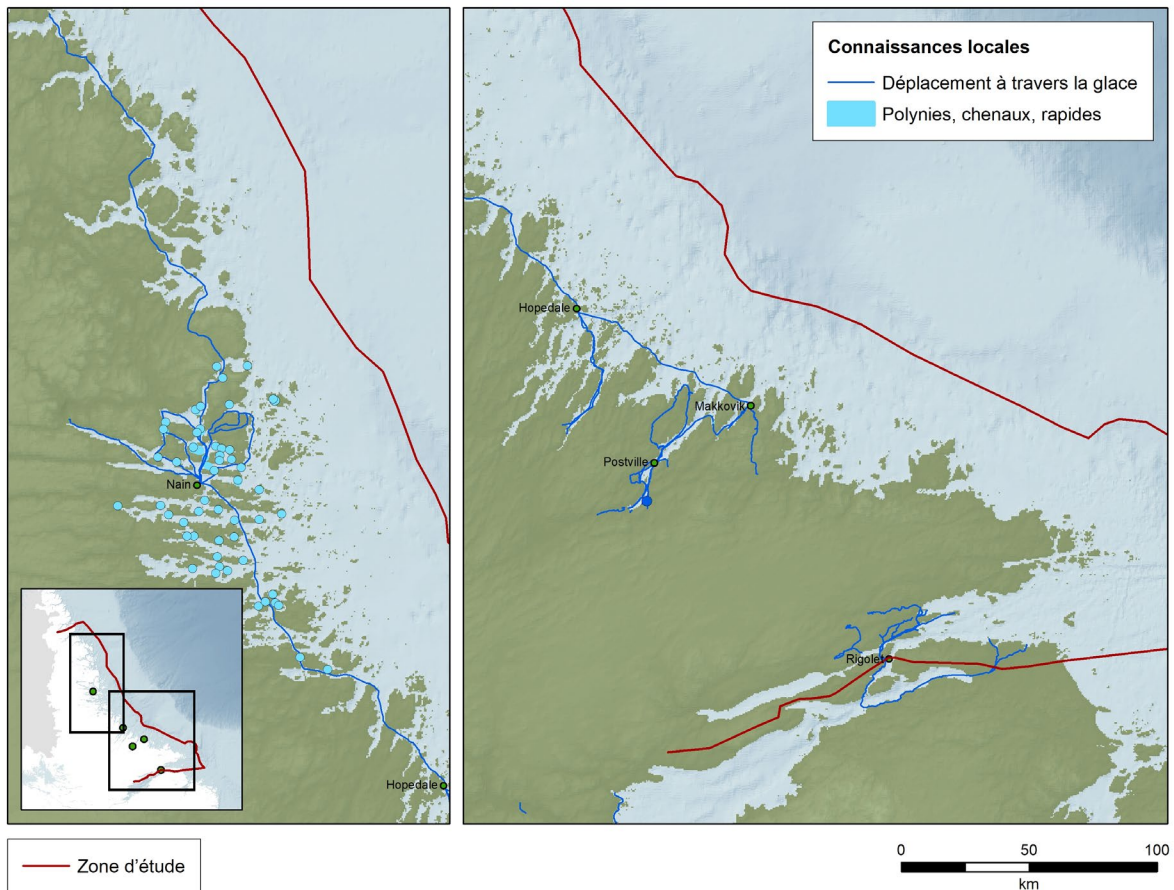 Connaissances locales
Déplacement à travers la glace
Polynies, chenaux, rapides
Hopedale
Makkovik
Postville
Nain
Rigolet
Hopedale
Zone d'étude
0 50 100
km